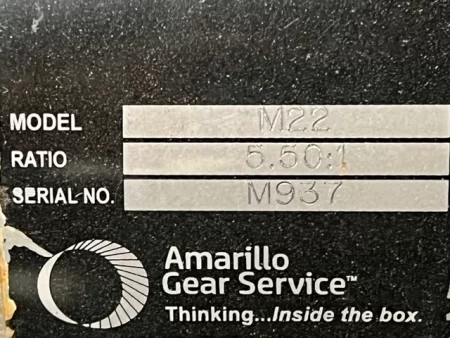 MODEL M22
RATIO 5.50:1
SERIAL NO. M937
Amarillo
Gear Service™
Thinking...Inside the box.